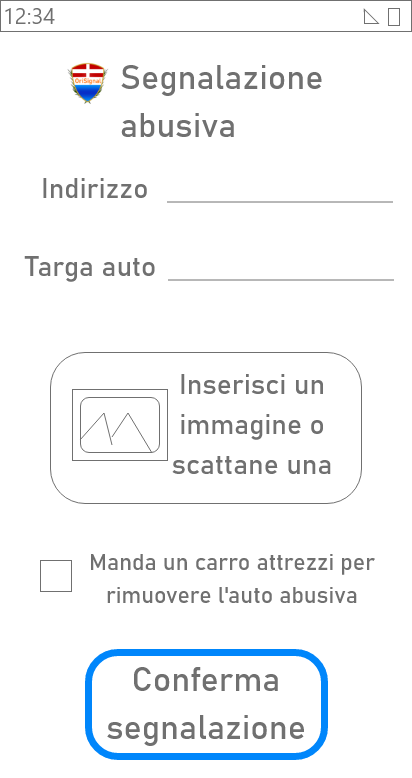 12:34
Segnalazione
abusiva
Indirizzo
Targa auto
Inserisci un
immagine o
scattane una
Manda un carro attrezzi per
rimuovere l'auto abusiva
Conferma
segnalazione